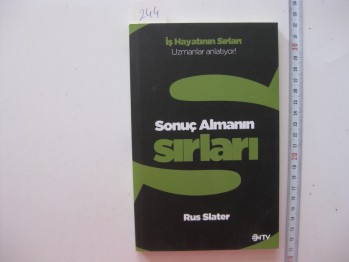 244
İş Hayatının Sırları
Uzmanlar anlatıyor!
Sonuç Almanın
sırları
Rus Slater
NTV